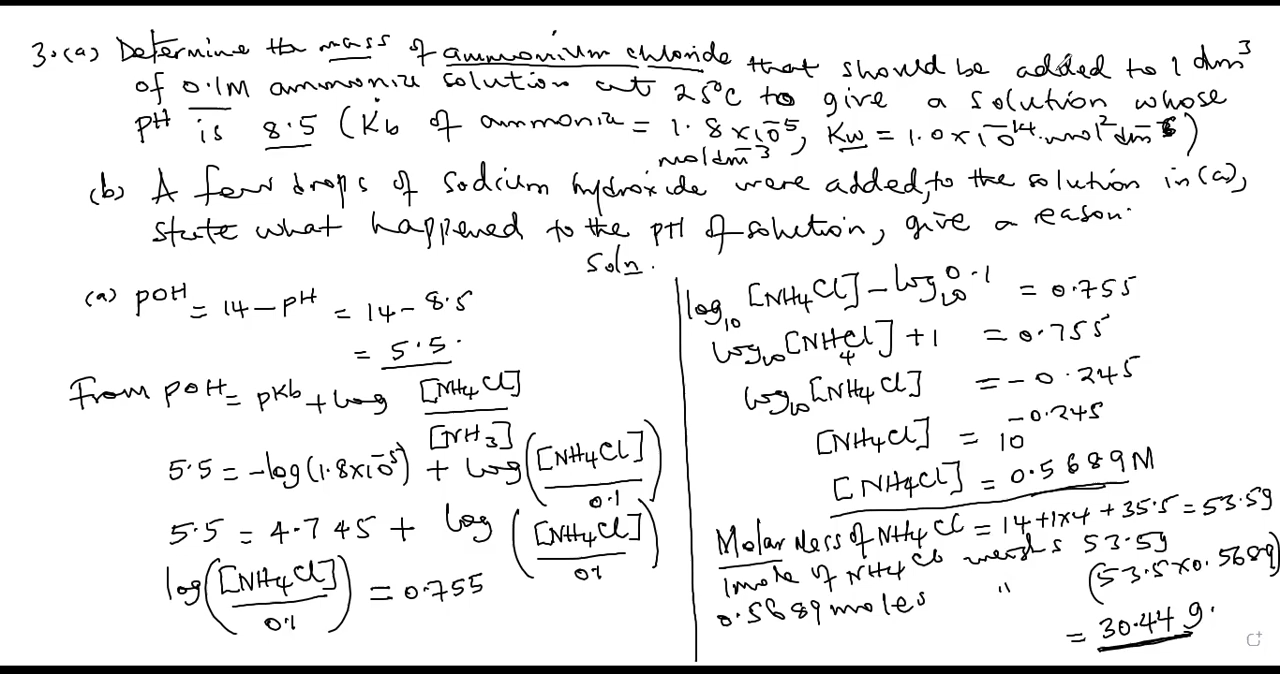 3.(a) Determine the mass of ammonium chloride that should be added to 1 dm³
of 0.1M ammonia solution at 25°C to give a solution whose
pH is 8.5 (Kb of ammonia = 1.8×10⁻⁵ moldm⁻³, Kw = 1.0×10⁻¹⁴ mol²dm⁻⁶)
(b) A few drops of Sodium hydroxide were added, to the solution in (a),
state what happened to the pH of solution, give a reason.
Soln.
(a) pOH = 14 – pH = 14 – 8.5
= 5.5.
From pOH = pKb + log [NH₄Cl]/[NH₃]
5.5 = -log(1.8×10⁻⁵) + log([NH₄Cl]/0.1)
5.5 = 4.745 + log([NH₄Cl]/0.1)
log([NH₄Cl]/0.1) = 0.755
log₁₀[NH₄Cl] – log₁₀0.1 = 0.755
log₁₀[NH₄Cl] + 1 = 0.755
log₁₀[NH₄Cl] = -0.245
[NH₄Cl] = 10^-0.245
[NH₄Cl] = 0.5689M
Molar Mass of NH₄Cl = 14+1×4+35.5 = 53.5g
1mole of NH₄Cl weighs 53.5g
0.5689 moles " (53.5×0.5689)
= 30.44 g.